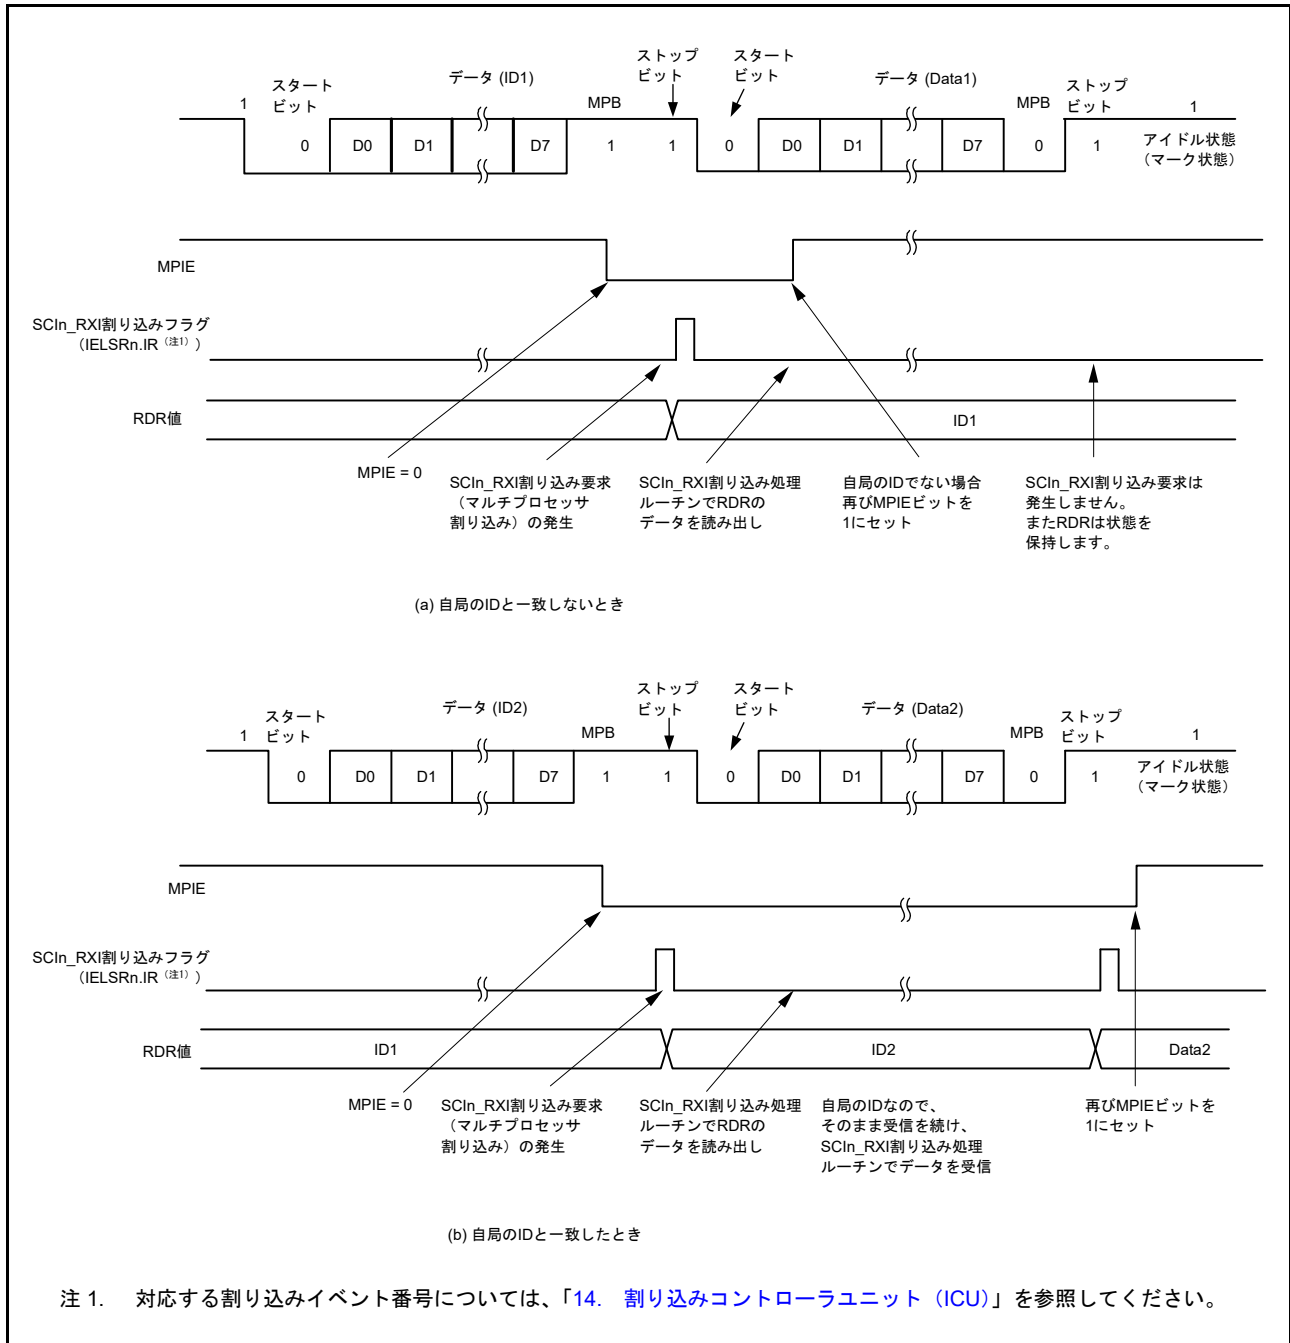 1
スタート
ビット
データ (ID1)
MPB
ストップ
ビット
スタート
ビット
データ (Data1)
MPB
ストップ
ビット
1
0 D0 D1 D7 1 1 0 D0 D1 D7 0 1
アイドル状態
（マーク状態）
MPIE
SCIn_RXI割り込みフラグ
（IELSRn.IR（注1））
RDR値
ID1
MPIE = 0
SCIn_RXI割り込み要求
（マルチプロセッサ
割り込み）の発生
SCIn_RXI割り込み処理
ルーチンでRDRの
データを読み出し
自局のIDでない場合
再びMPIEビットを
1にセット
SCIn_RXI割り込み要求は
発生しません。
またRDRは状態を
保持します。
(a) 自局のIDと一致しないとき
1
スタート
ビット
データ (ID2)
MPB
ストップ
ビット
スタート
ビット
データ (Data2)
MPB
ストップ
ビット
1
0 D0 D1 D7 1 1 0 D0 D1 D7 0 1
アイドル状態
（マーク状態）
MPIE
SCIn_RXI割り込みフラグ
（IELSRn.IR（注1））
RDR値
ID1 ID2 Data2
MPIE = 0
SCIn_RXI割り込み要求
（マルチプロセッサ
割り込み）の発生
SCIn_RXI割り込み処理
ルーチンでRDRの
データを読み出し
自局のIDなので、
そのまま受信を続け、
SCIn_RXI割り込み処理
ルーチンでデータを受信
再びMPIEビットを
1にセット
(b) 自局のIDと一致したとき
注 1. 対応する割り込みイベント番号については、「14. 割り込みコントローラユニット（ICU）」を参照してください。